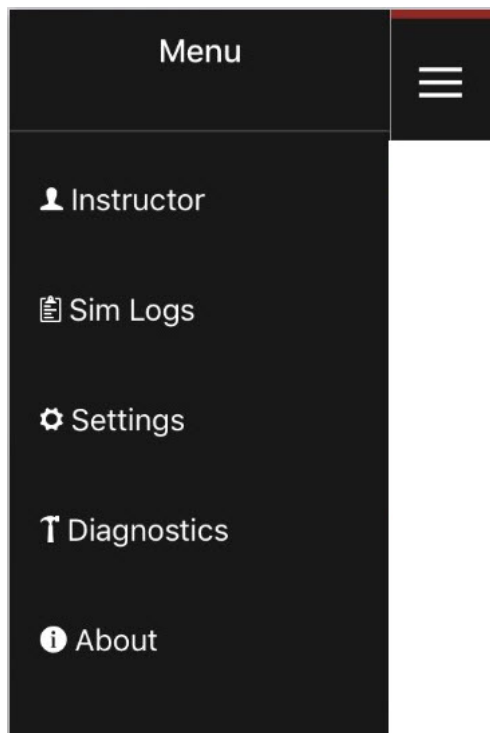 Menu
Instructor
Sim Logs
Settings
Diagnostics
About